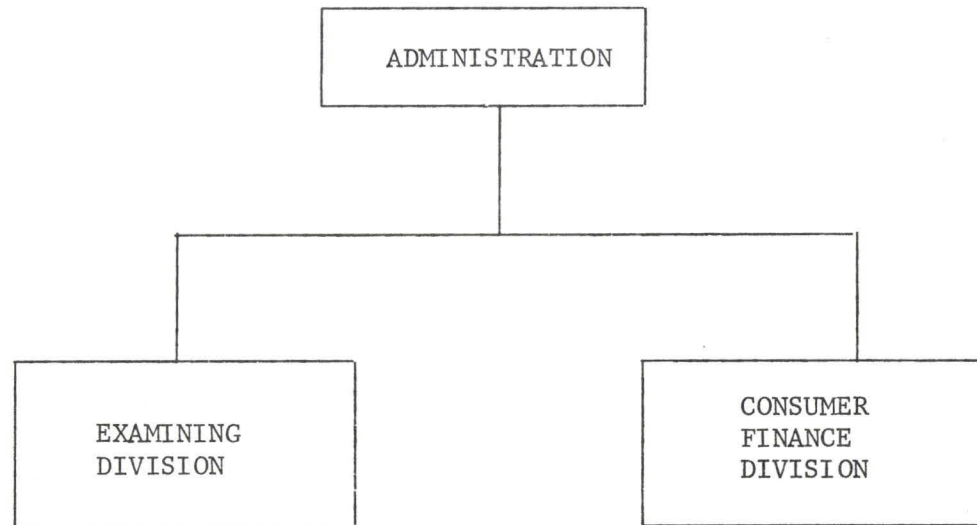 ADMINISTRATION
EXAMINING
DIVISION
CONSUMER
FINANCE
DIVISION